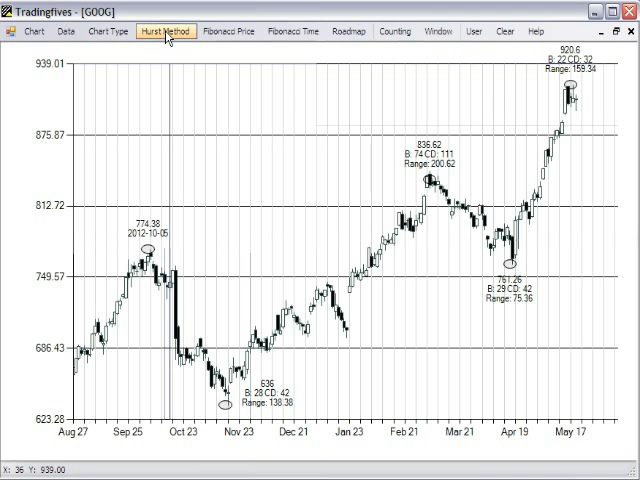 Tradingfives - [GOOG]
Chart Data Chart Type Hurst Method Fibonacci Price Fibonacci Time Roadmap Counting Window User Clear Help
920.6
B: 22 CD: 32
Range: 159.34
939.01
875.87
836.62
B: 74 CD: 111
Range: 200.62
812.72
774.38
2012-10-05
749.57
761.26
B: 29 CD: 42
Range: 75.36
686.43
636
B: 28 CD: 42
Range: 138.38
623.28
Aug 27 Sep 25 Oct 23 Nov 23 Dec 21 Jan 23 Feb 21 Mar 21 Apr 19 May 17
X: 36 Y: 939.00